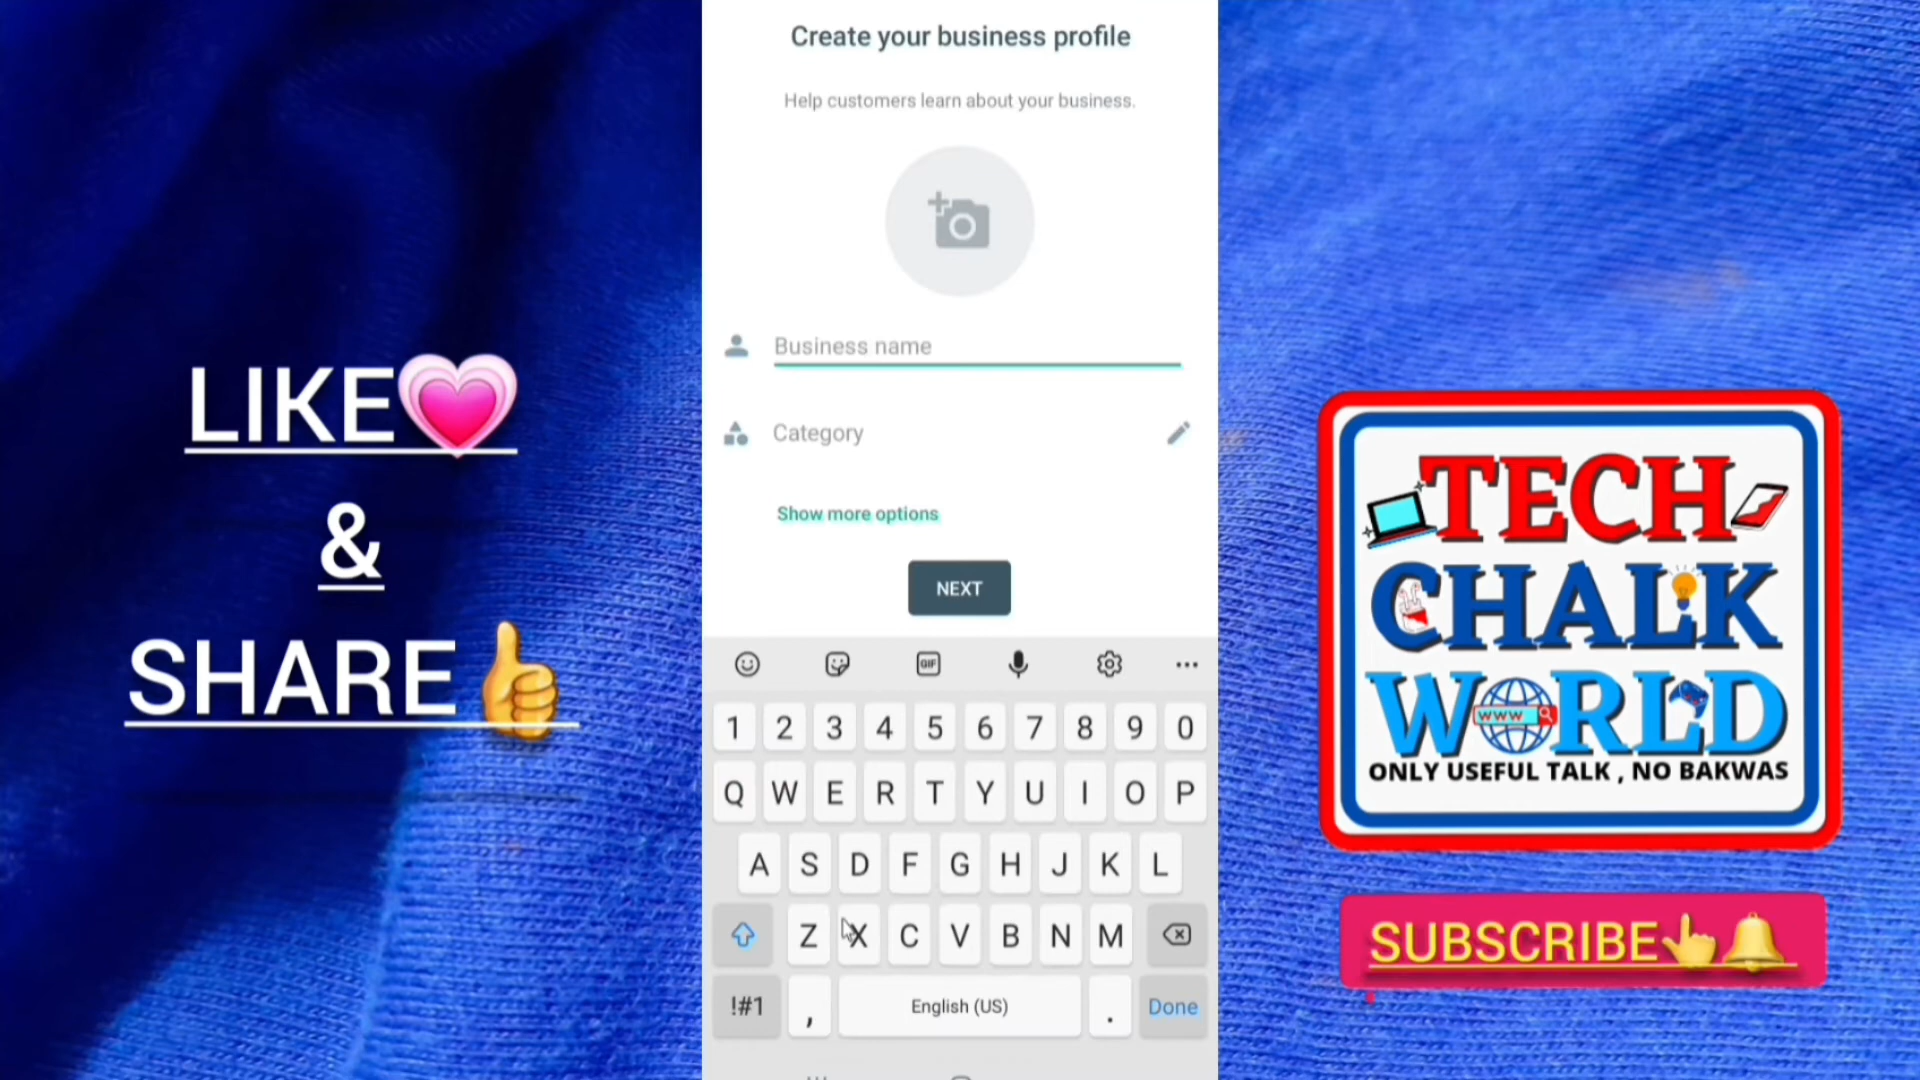 Create your business profile
Help customers learn about your business.
Business name
Category
Show more options
NEXT
GIF
1 2 3 4 5 6 7 8 9 0
Q W E R T Y U I O P
A S D F G H J K L
Z X C V B N M
!#1 , English (US) . Done
LIKE
&
SHARE
TECH
CHALK
WORLD
WWW
ONLY USEFUL TALK , NO BAKWAS
SUBSCRIBE